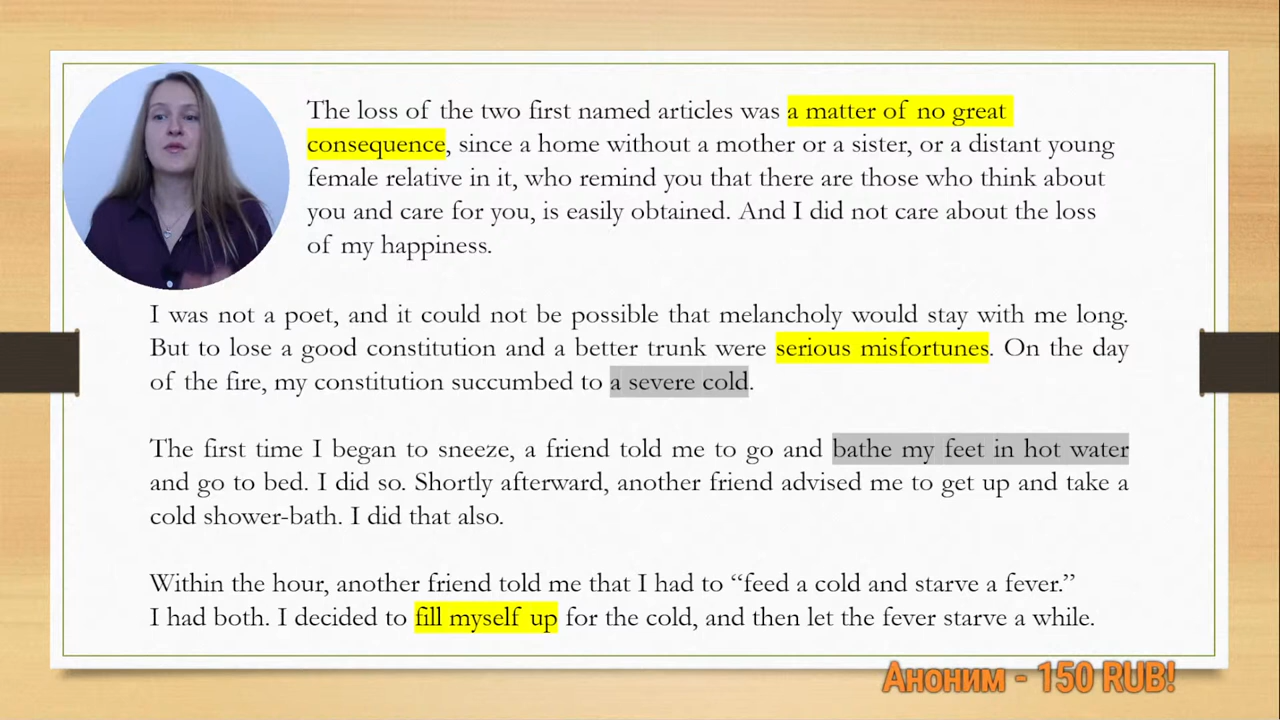 The loss of the two first named articles was a matter of no great
consequence, since a home without a mother or a sister, or a distant young
female relative in it, who remind you that there are those who think about
you and care for you, is easily obtained. And I did not care about the loss
of my happiness.
I was not a poet, and it could not be possible that melancholy would stay with me long.
But to lose a good constitution and a better trunk were serious misfortunes. On the day
of the fire, my constitution succumbed to a severe cold.
The first time I began to sneeze, a friend told me to go and bathe my feet in hot water
and go to bed. I did so. Shortly afterward, another friend advised me to get up and take a
cold shower-bath. I did that also.
Within the hour, another friend told me that I had to “feed a cold and starve a fever.”
I had both. I decided to fill myself up for the cold, and then let the fever starve a while.
Аноним - 150 RUB!